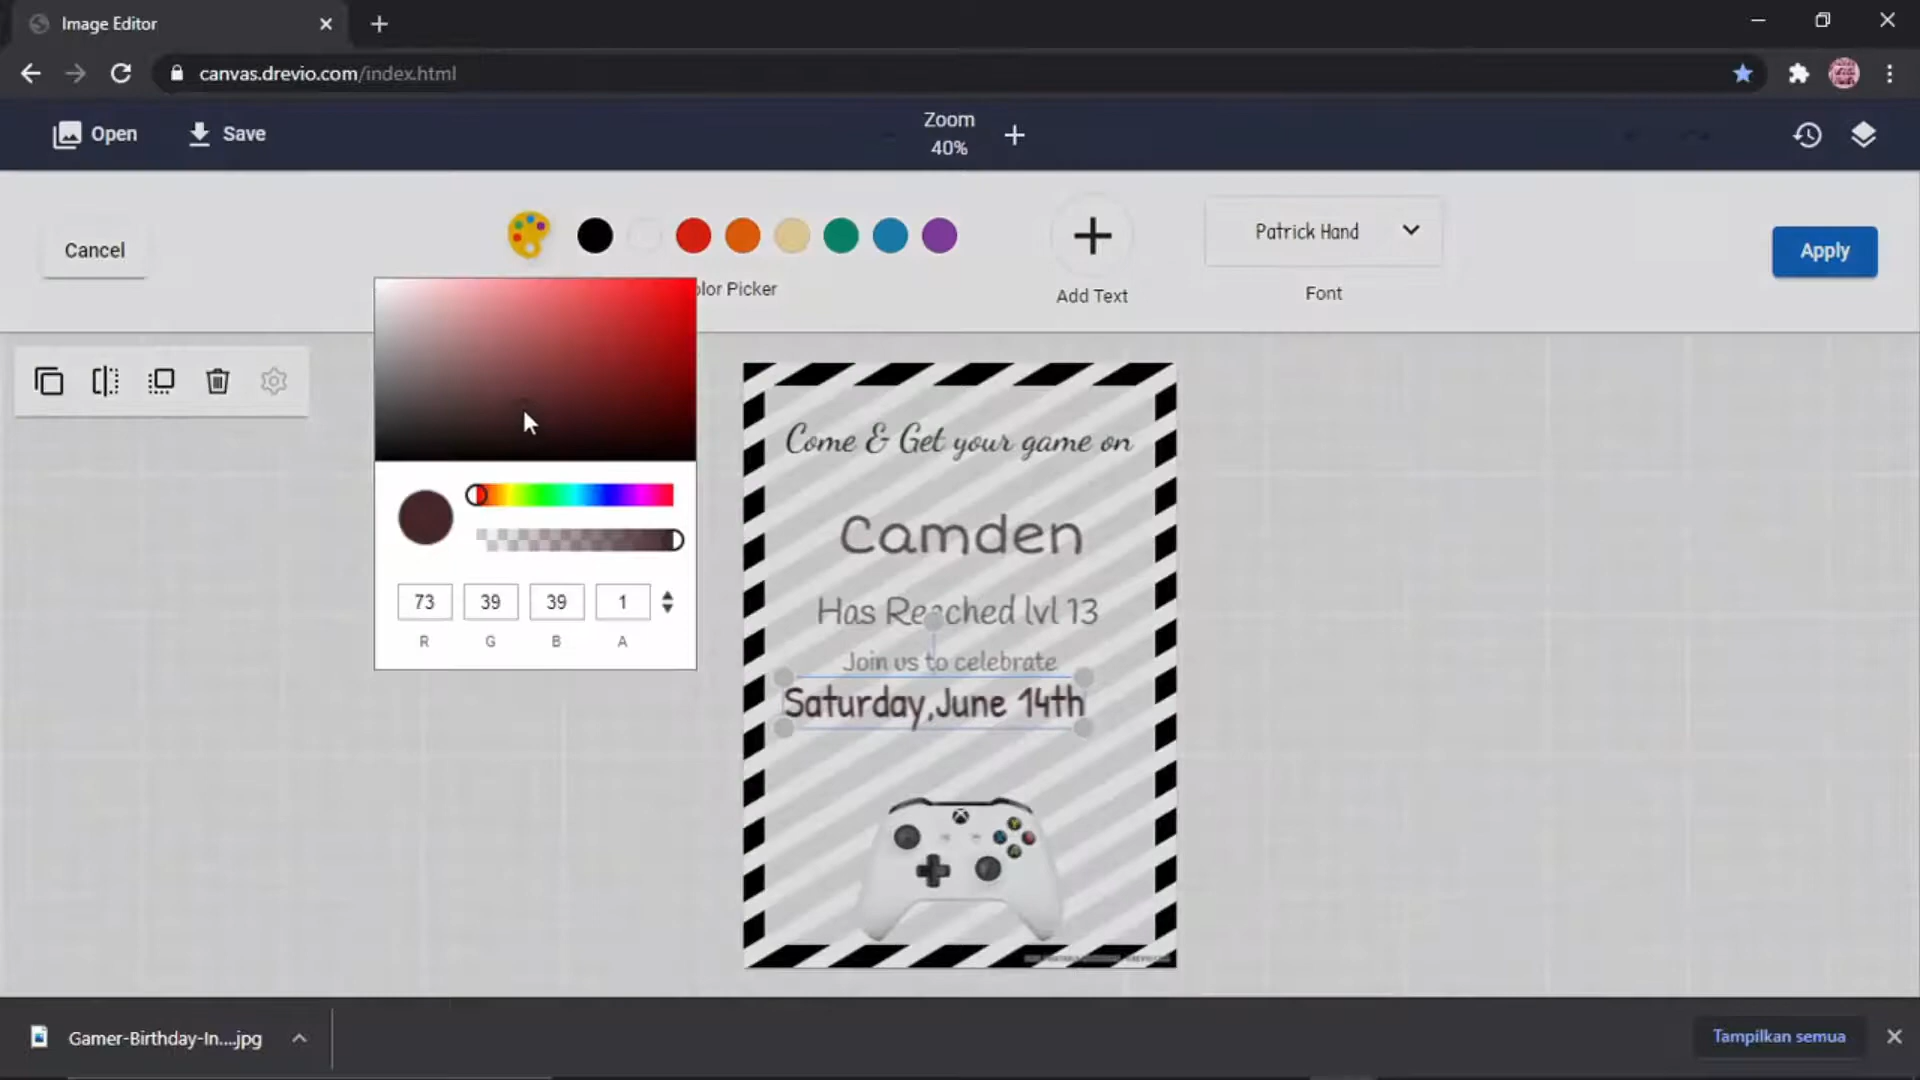 Image Editor
canvas.drevio.com/index.html
Open
Save
Zoom
40%
Cancel
Patrick Hand
Apply
olor Picker
Add Text
Font
Come & Get your game on
Camden
Has Reached lvl 13
Join us to celebrate
Saturday,June 14th
73
39
39
1
R
G
B
A
Gamer-Birthday-In....jpg
Tampilkan semua